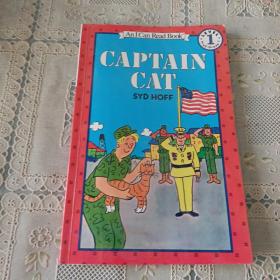 An I Can Read Book
1
CAPTAIN
CAT
SYD HOFF